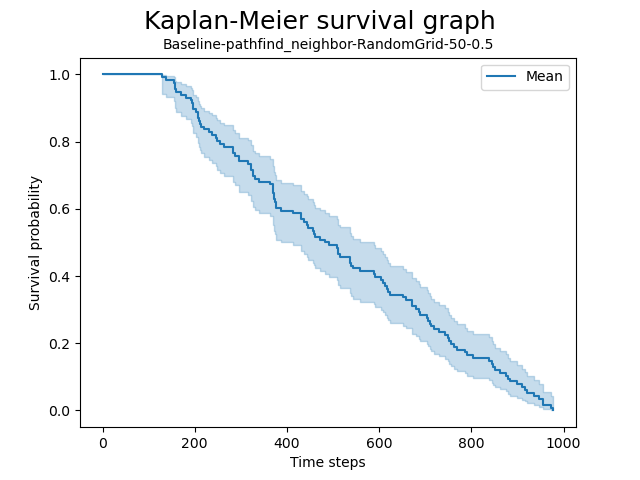 Kaplan-Meier survival graph
Baseline-pathfind_neighbor-RandomGrid-50-0.5
Mean
1.0
0.8
0.6
0.4
0.2
0.0
Survival probability
0
200
400
600
800
1000
Time steps